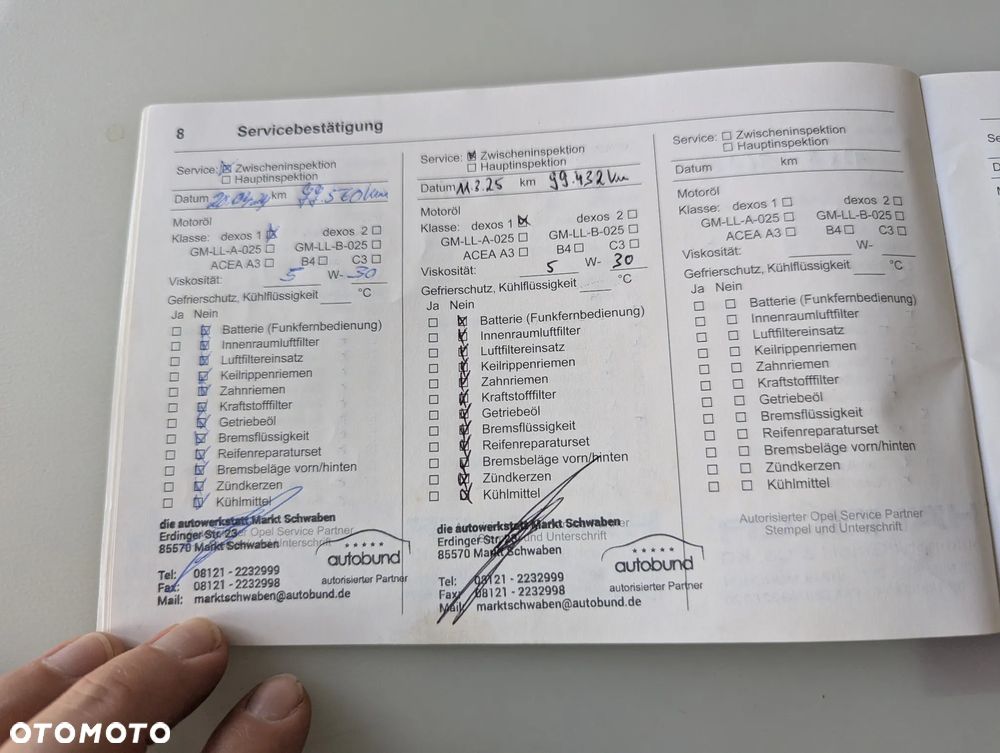 8 Servicebestätigung
Service: Zwischeninspektion
Hauptinspektion
Datum km
Motoröl
Klasse: dexos 1 dexos 2
GM-LL-A-025 GM-LL-B-025
ACEA A3 B4 C3
Viskosität: 5 W- 30
Gefrierschutz, Kühlflüssigkeit °C
Ja Nein
Batterie (Funkfernbedienung)
Innenraumluftfilter
Luftfiltereinsatz
Keilrippenriemen
Zahnriemen
Kraftstofffilter
Getriebeöl
Bremsflüssigkeit
Reifenreparaturset
Bremsbeläge vorn/hinten
Zündkerzen
Kühlmittel
die autowerkstatt Markt Schwaben
Erdinger Str. 23
85570 Markt Schwaben
Opel Service Partner
Unterschrift
Tel: 08121 - 2232999
Fax: 08121 - 2232998
Mail: marktschwaben@autobund.de
autobund
autorisierter Partner
Service: Zwischeninspektion
Hauptinspektion
Datum 11.3.25 km 99.432 km
Motoröl
Klasse: dexos 1 dexos 2
GM-LL-A-025 GM-LL-B-025
ACEA A3 B4 C3
Viskosität: 5 W- 30
Gefrierschutz, Kühlflüssigkeit °C
Ja Nein
Batterie (Funkfernbedienung)
Innenraumluftfilter
Luftfiltereinsatz
Keilrippenriemen
Zahnriemen
Kraftstofffilter
Getriebeöl
Bremsflüssigkeit
Reifenreparaturset
Bremsbeläge vorn/hinten
Zündkerzen
Kühlmittel
die autowerkstatt Markt Schwaben
Erdinger Str. 23
85570 Markt Schwaben
und Unterschrift
Tel: 08121 - 2232999
Fax: 08121 - 2232998
Mail: marktschwaben@autobund.de
autobund
autorisierter Partner
Service: Zwischeninspektion
Hauptinspektion
Datum km
Motoröl
Klasse: dexos 1 dexos 2
GM-LL-A-025 GM-LL-B-025
ACEA A3 B4 C3
Viskosität: W-
Gefrierschutz, Kühlflüssigkeit °C
Ja Nein
Batterie (Funkfernbedienung)
Innenraumluftfilter
Luftfiltereinsatz
Keilrippenriemen
Zahnriemen
Kraftstofffilter
Getriebeöl
Bremsflüssigkeit
Reifenreparaturset
Bremsbeläge vorn/hinten
Zündkerzen
Kühlmittel
Autorisierter Opel Service Partner
Stempel und Unterschrift
OTOMOTO